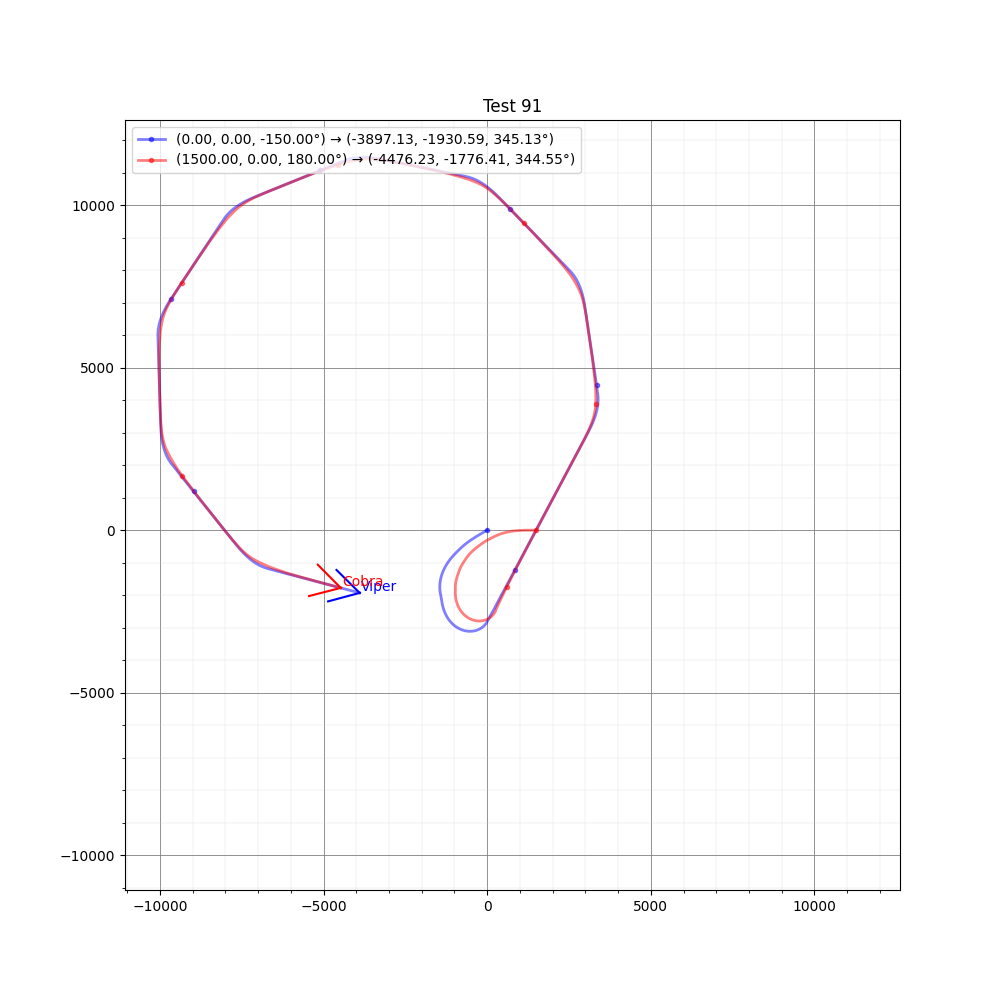 Test 91
(0.00, 0.00, -150.00°) → (-3897.13, -1930.59, 345.13°)
(1500.00, 0.00, 180.00°) → (-4476.23, -1776.41, 344.55°)
10000
5000
0
−5000
−10000
Cobra
Viper
−10000
−5000
0
5000
10000